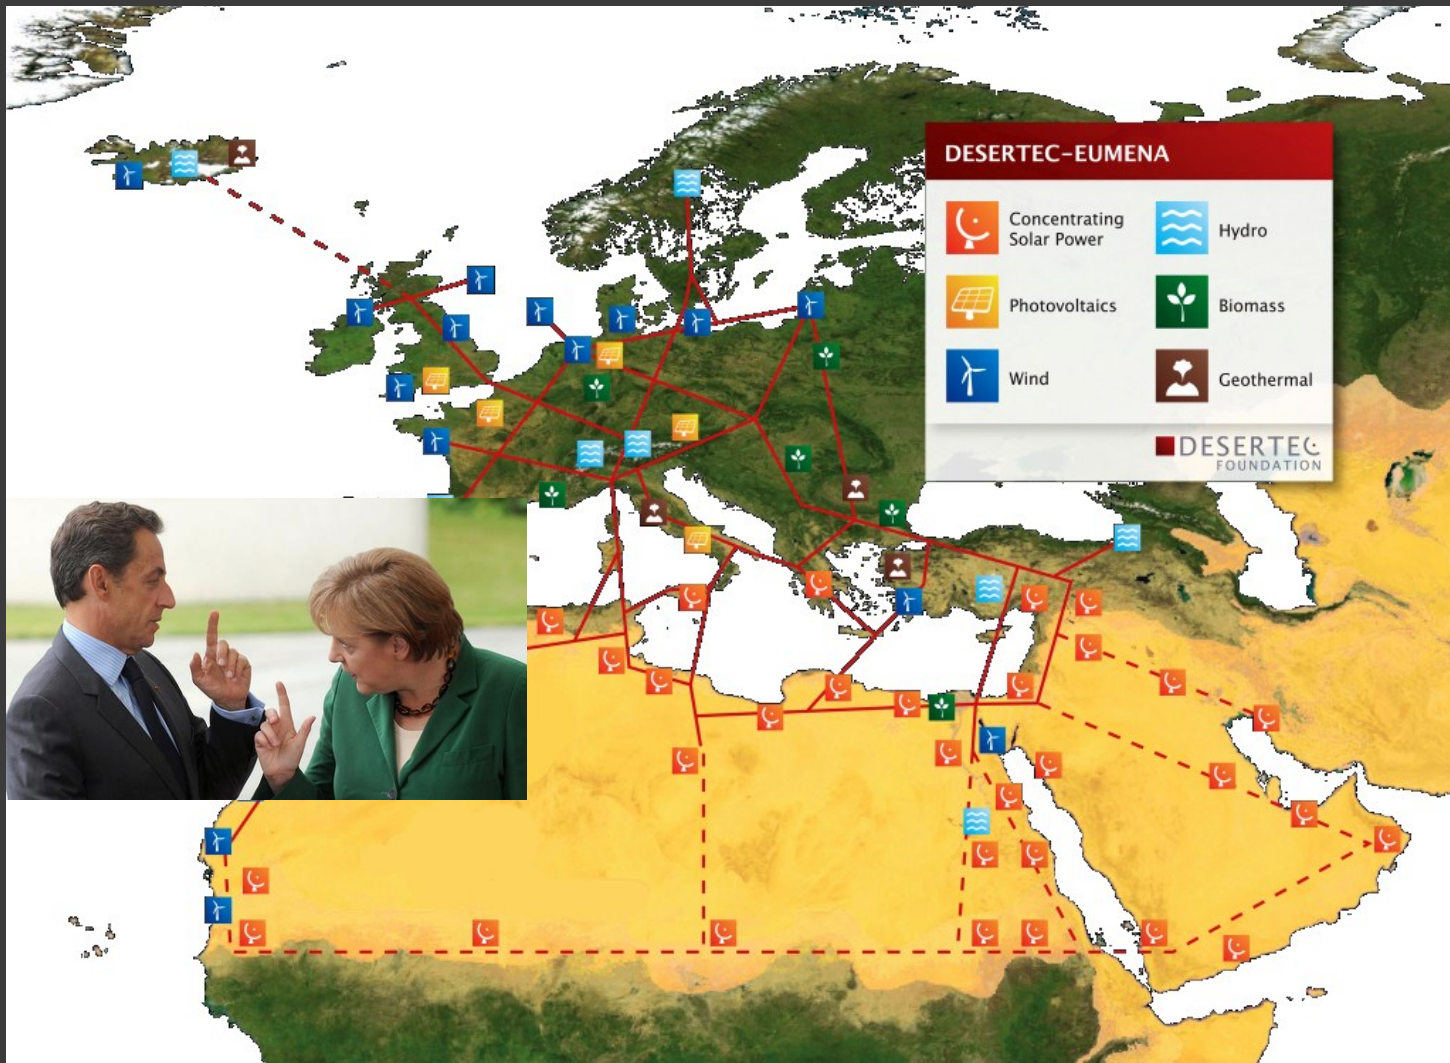 DESERTEC-EUMENA
Concentrating
Solar Power
Hydro
Photovoltaics
Biomass
Wind
Geothermal
DESERTEC
FOUNDATION